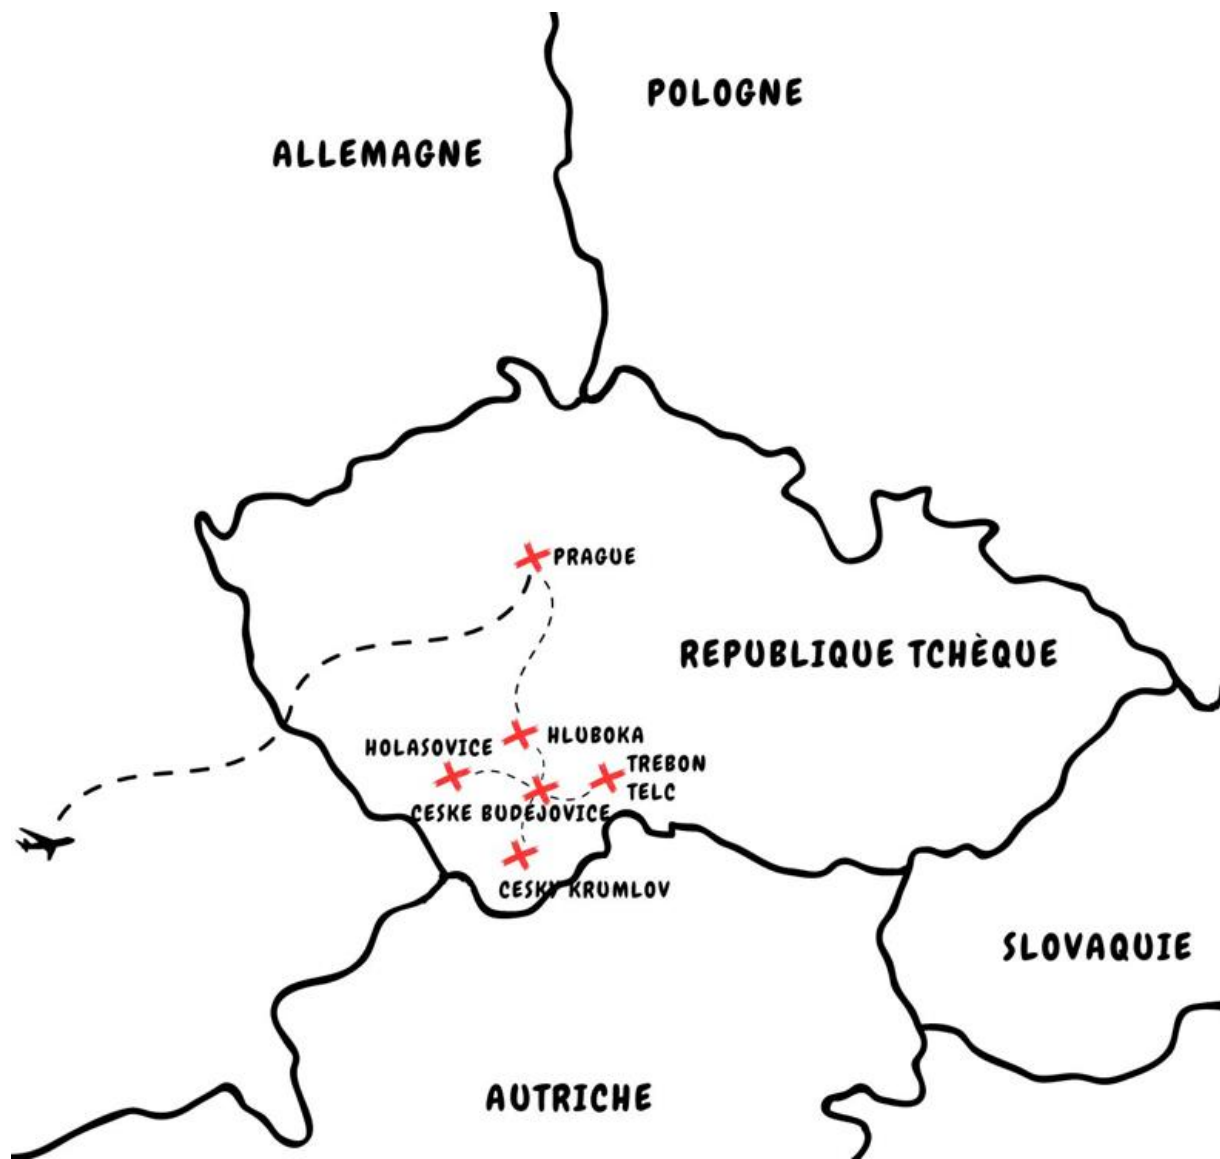 POLOGNE
ALLEMAGNE
PRAGUE
REPUBLIQUE TCHÈQUE
HLUBOKA
HOLASOVICE
TREBON
TELC
CESKE BUDEJOVICE
CESKY KRUMLOV
SLOVAQUIE
AUTRICHE